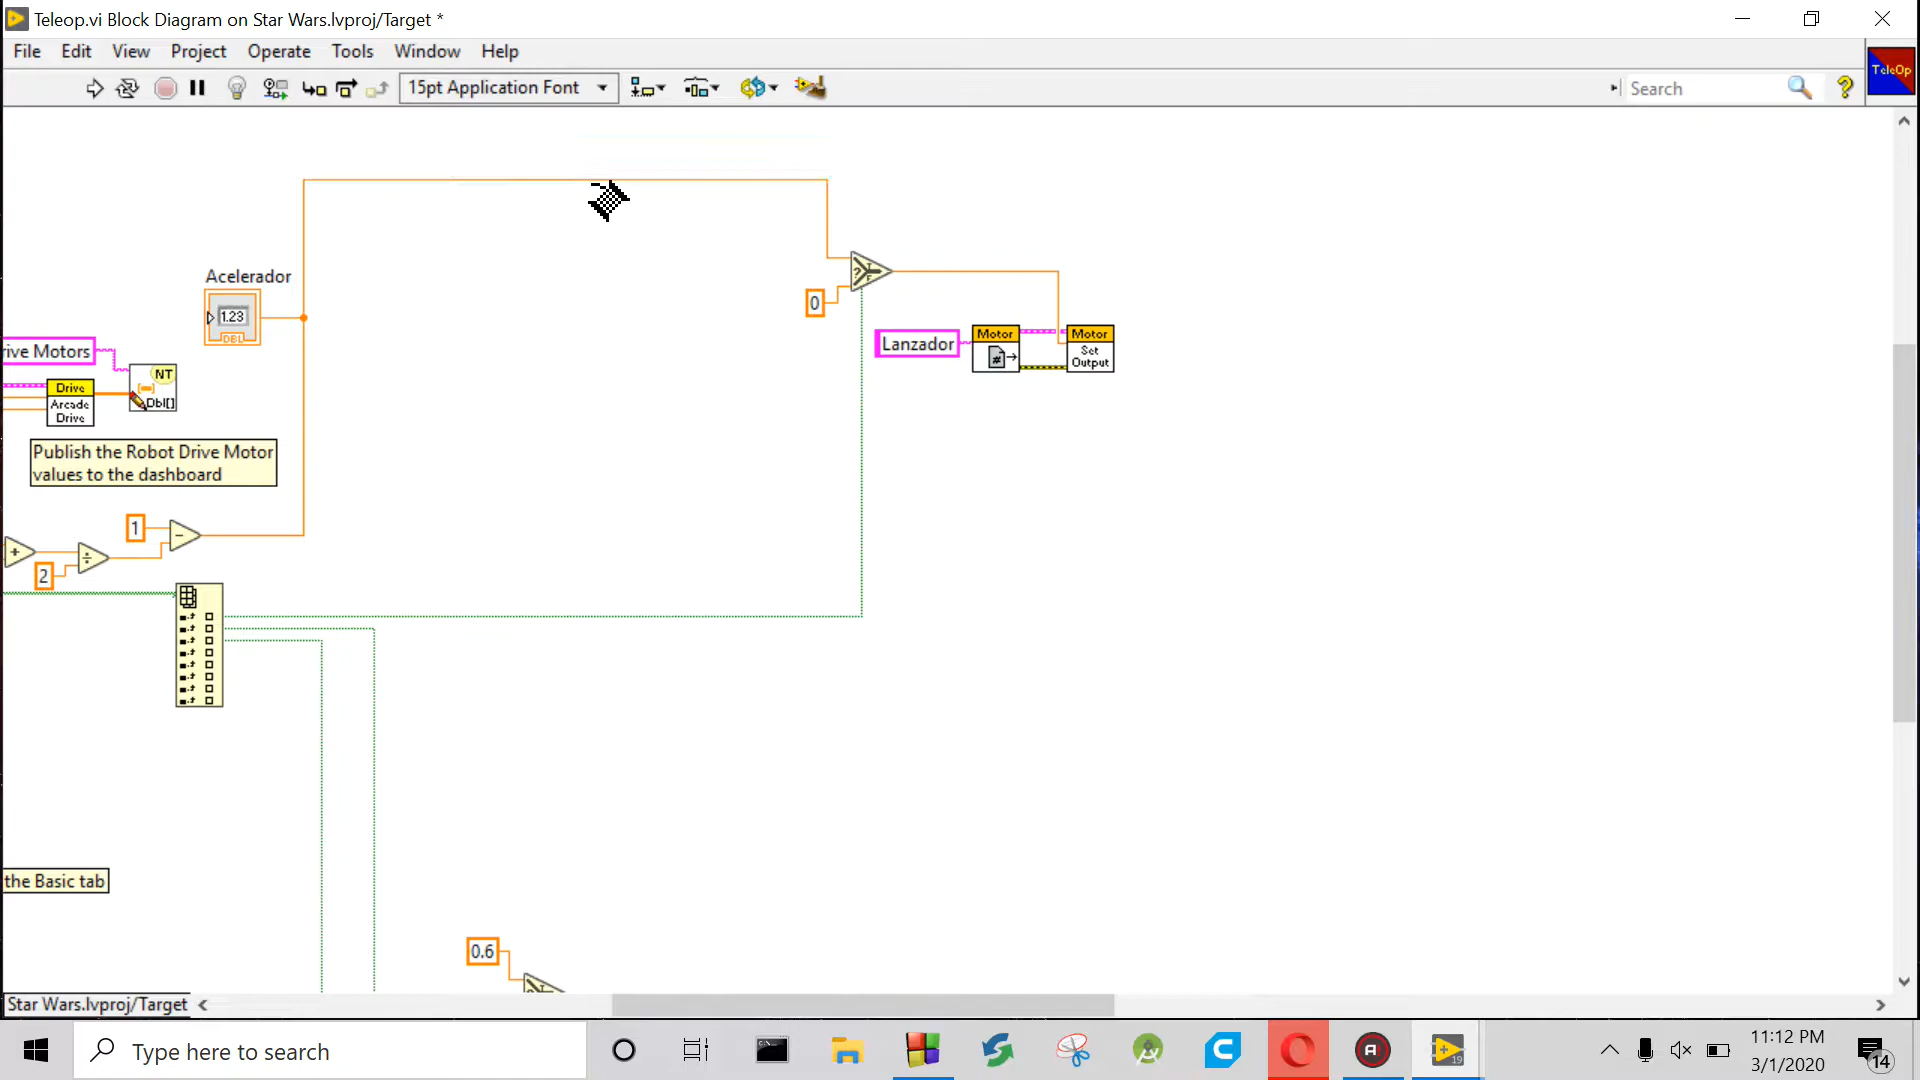 Teleop.vi Block Diagram on Star Wars.lvproj/Target *
File Edit View Project Operate Tools Window Help
15pt Application Font
Search
TeleOp
Acelerador
1.23
DBL
0
rive Motors
NT
Dbl[]
Drive
Arcade
Drive
Lanzador
Motor
#
Motor
Set
Output
Publish the Robot Drive Motor
values to the dashboard
1
2
the Basic tab
0.6
Star Wars.lvproj/Target
Type here to search
11:12 PM
3/1/2020
14
19